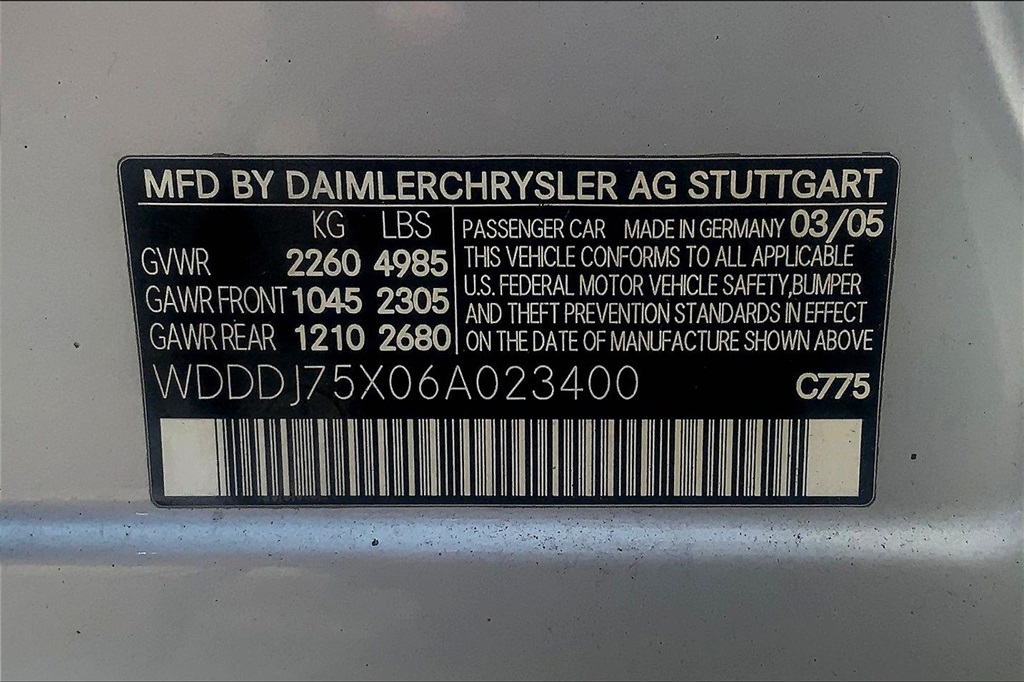 MFD BY DAIMLERCHRYSLER AG STUTTGART
KG LBS
GVWR 2260 4985
GAWR FRONT 1045 2305
GAWR REAR 1210 2680
PASSENGER CAR MADE IN GERMANY 03/05
THIS VEHICLE CONFORMS TO ALL APPLICABLE
U.S. FEDERAL MOTOR VEHICLE SAFETY,BUMPER
AND THEFT PREVENTION STANDARDS IN EFFECT
ON THE DATE OF MANUFACTURE SHOWN ABOVE
WDDDJ75X06A023400 C775